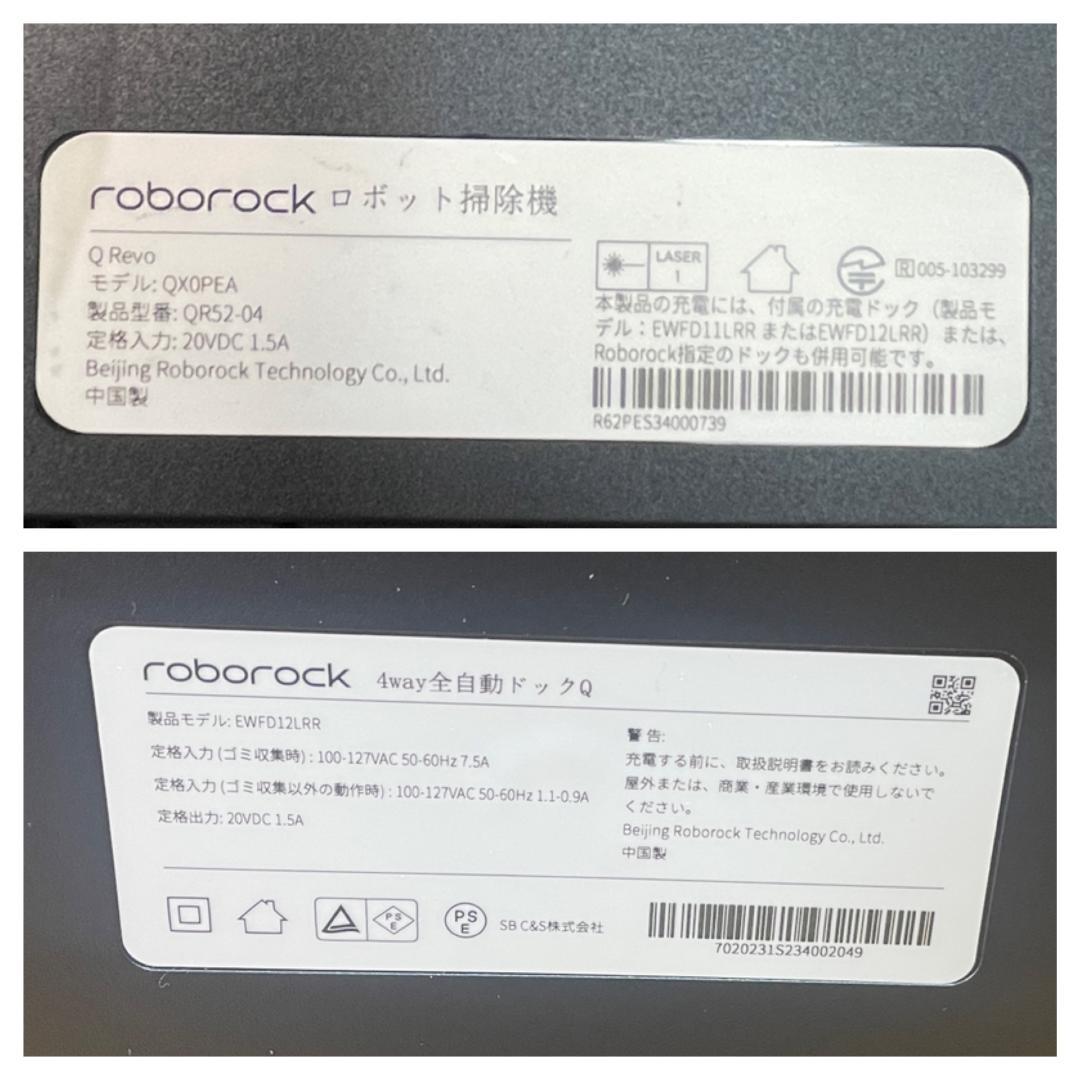 roborock ロボット掃除機
Q Revo
モデル: QX0PEA
製品型番: QR52-04
定格入力: 20VDC 1.5A
Beijing Roborock Technology Co., Ltd.
中国製
LASER
1
R 005-103299
本製品の充電には、付属の充電ドック（製品モ
デル：EWFD11LRR またはEWFD12LRR）または、
Roborock指定のドックも併用可能です。
R62PES34000739
roborock 4way全自動ドックQ
製品モデル: EWFD12LRR
定格入力 (ゴミ収集時) : 100-127VAC 50-60Hz 7.5A
定格入力 (ゴミ収集以外の動作時) : 100-127VAC 50-60Hz 1.1-0.9A
定格出力: 20VDC 1.5A
警告:
充電する前に、取扱説明書をお読みください。
屋外または、商業・産業環境で使用しないで
ください。
Beijing Roborock Technology Co., Ltd.
中国製
PS
E
PS
E
SB C&S株式会社
7020231S234002049